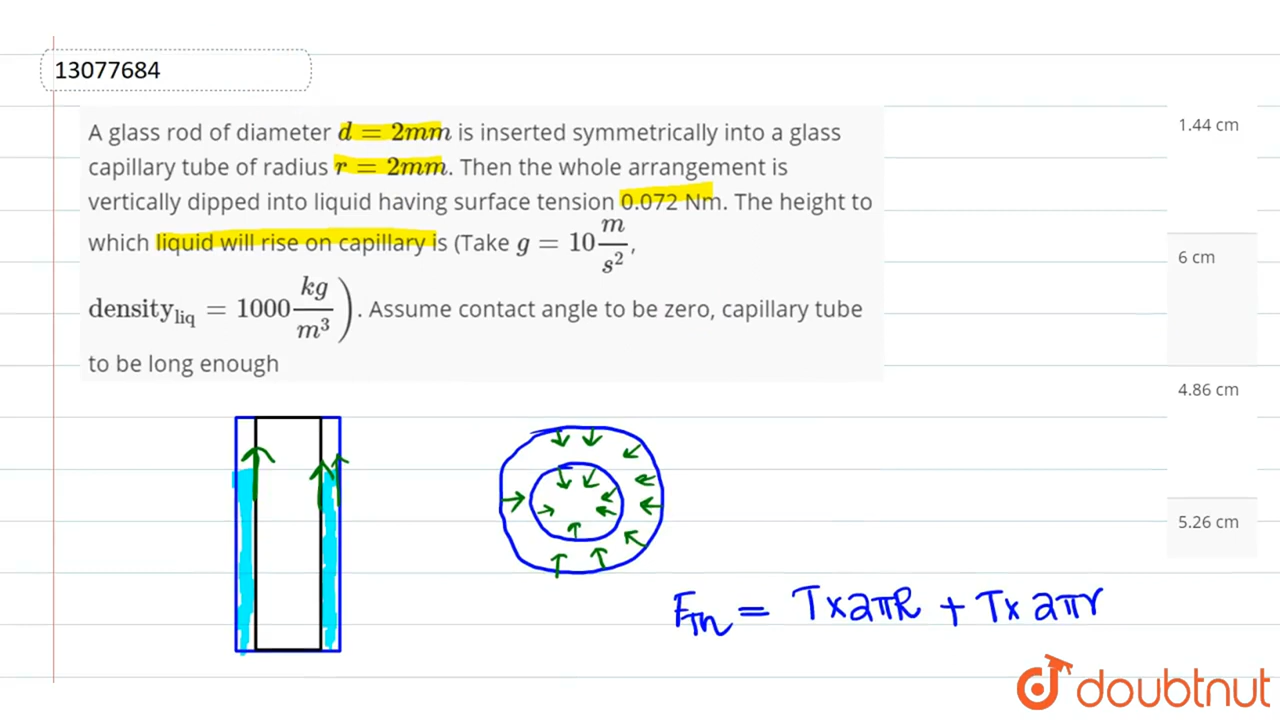 13077684
A glass rod of diameter d = 2mm is inserted symmetrically into a glass
capillary tube of radius r = 2mm. Then the whole arrangement is
vertically dipped into liquid having surface tension 0.072 Nm. The height to
which liquid will rise on capillary is (Take g = 10 m/s²,
density_liq = 1000 kg/m³). Assume contact angle to be zero, capillary tube
to be long enough
1.44 cm
6 cm
4.86 cm
5.26 cm
F_Tn = T×2πR + T×2πr
doubtnut